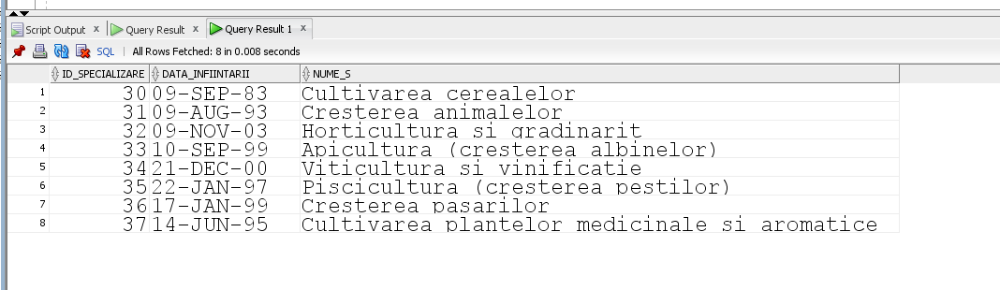 Script Output x Query Result x Query Result 1 x
SQL All Rows Fetched: 8 in 0.008 seconds
ID_SPECIALIZARE DATA_INFIINTARII NUME_S
1 30 09-SEP-83 Cultivarea cerealelor
2 31 09-AUG-93 Cresterea animalelor
3 32 09-NOV-03 Horticultura si gradinarit
4 33 10-SEP-99 Apicultura (cresterea albinelor)
5 34 21-DEC-00 Viticultura si vinificatie
6 35 22-JAN-97 Piscicultura (cresterea pestilor)
7 36 17-JAN-99 Cresterea pasarilor
8 37 14-JUN-95 Cultivarea plantelor medicinale si aromatice